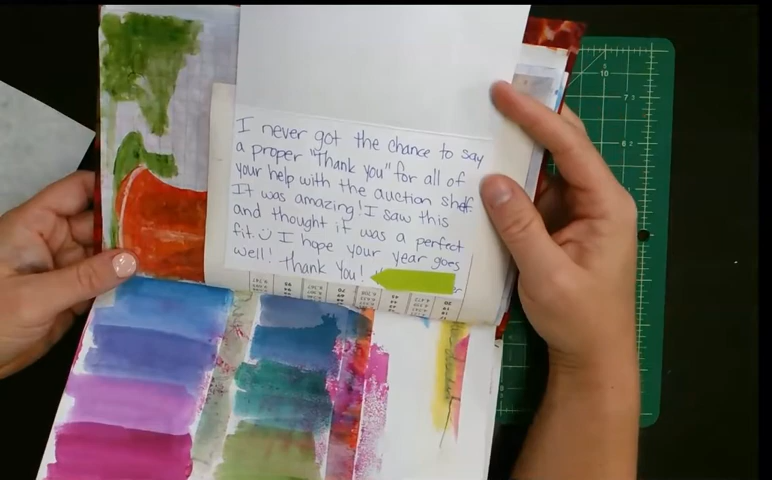 I never got the chance to say
a proper "Thank you" for all of
your help with the auction shelf.
It was amazing! I saw this
and thought it was a perfect
fit. I hope your year goes
well! Thank You!